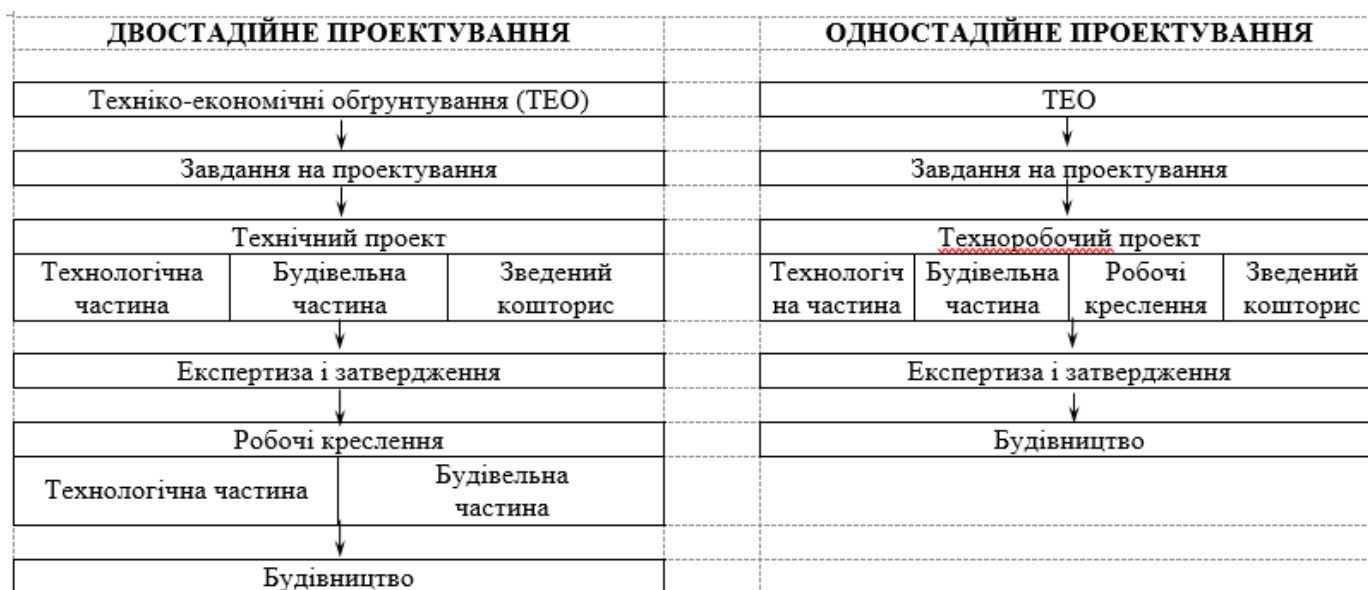 ДВОСТАДІЙНЕ ПРОЕКТУВАННЯ
Техніко-економічні обґрунтування (ТЕО)
Завдання на проектування
Технічний проект
Технологічна
частина
Будівельна
частина
Зведений
кошторис
Експертиза і затвердження
Робочі креслення
Технологічна частина
Будівельна
частина
Будівництво
ОДНОСТАДІЙНЕ ПРОЕКТУВАННЯ
ТЕО
Завдання на проектування
Техноробочий проект
Технологіч
на частина
Будівельна
частина
Робочі
креслення
Зведений
кошторис
Експертиза і затвердження
Будівництво